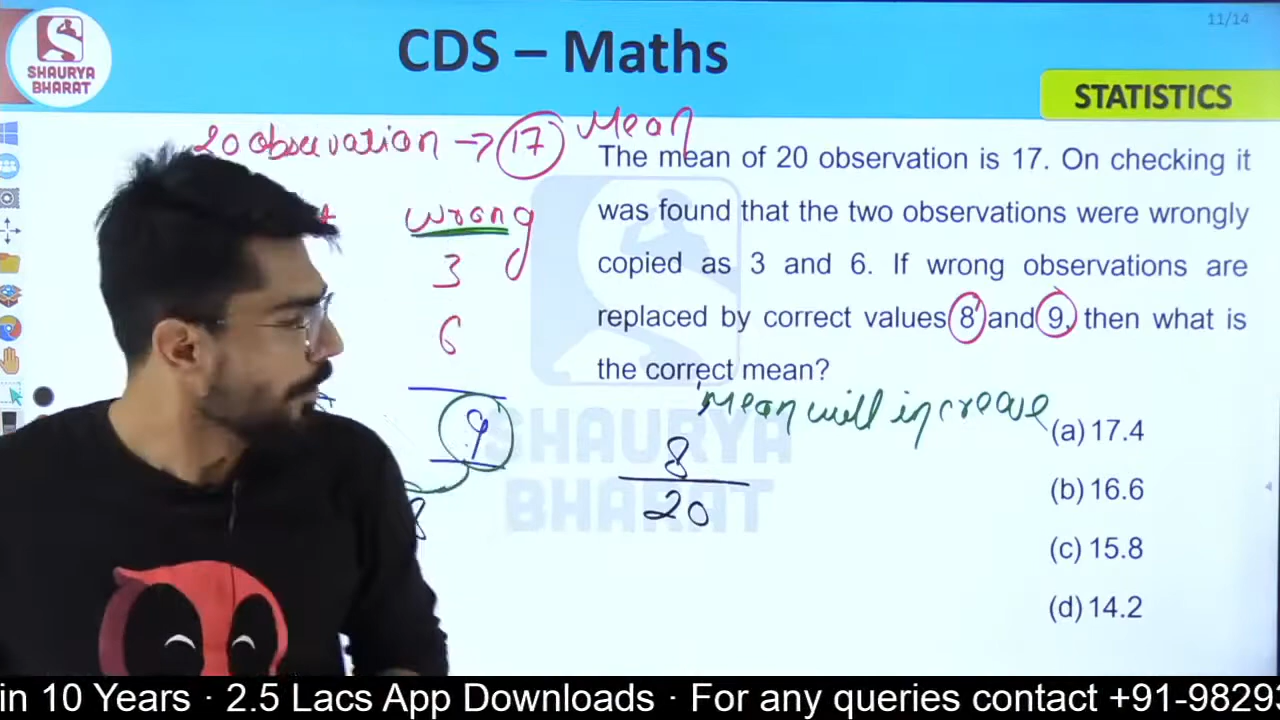 11/14
CDS – Maths
SHAURYA
BHARAT
STATISTICS
20 observation → 17 Mean
wrong
3
6
9
8
The mean of 20 observation is 17. On checking it
was found that the two observations were wrongly
copied as 3 and 6. If wrong observations are
replaced by correct values 8 and 9, then what is
the correct mean?
Mean will increase
8
20
(a) 17.4
(b) 16.6
(c) 15.8
(d) 14.2
SHAURYA
BHARAT
in 10 Years · 2.5 Lacs App Downloads · For any queries contact +91-9829